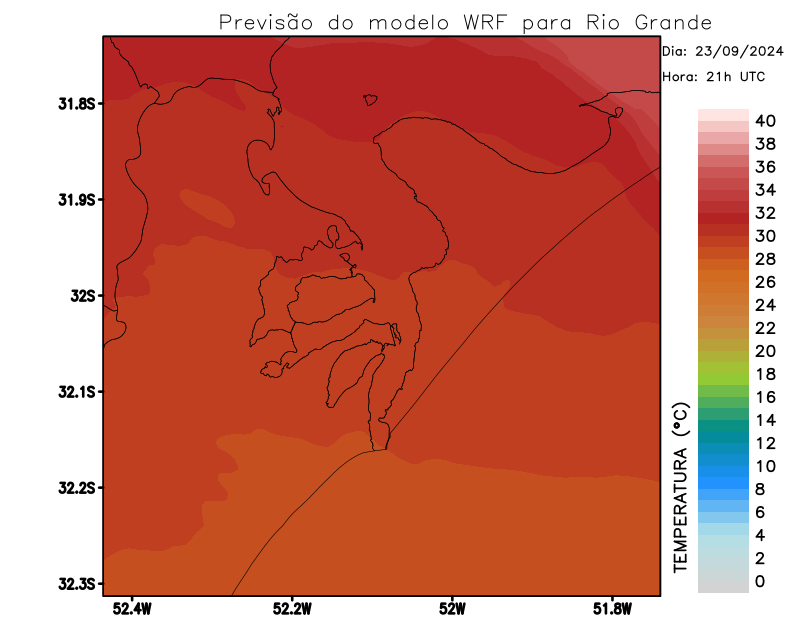 Previsão do modelo WRF para Rio Grande
Dia: 23/09/2024
Hora: 21h UTC
31.8S
31.9S
32S
32.1S
32.2S
32.3S
52.4W
52.2W
52W
51.8W
TEMPERATURA (°C)
40
38
36
34
32
30
28
26
24
22
20
18
16
14
12
10
8
6
4
2
0